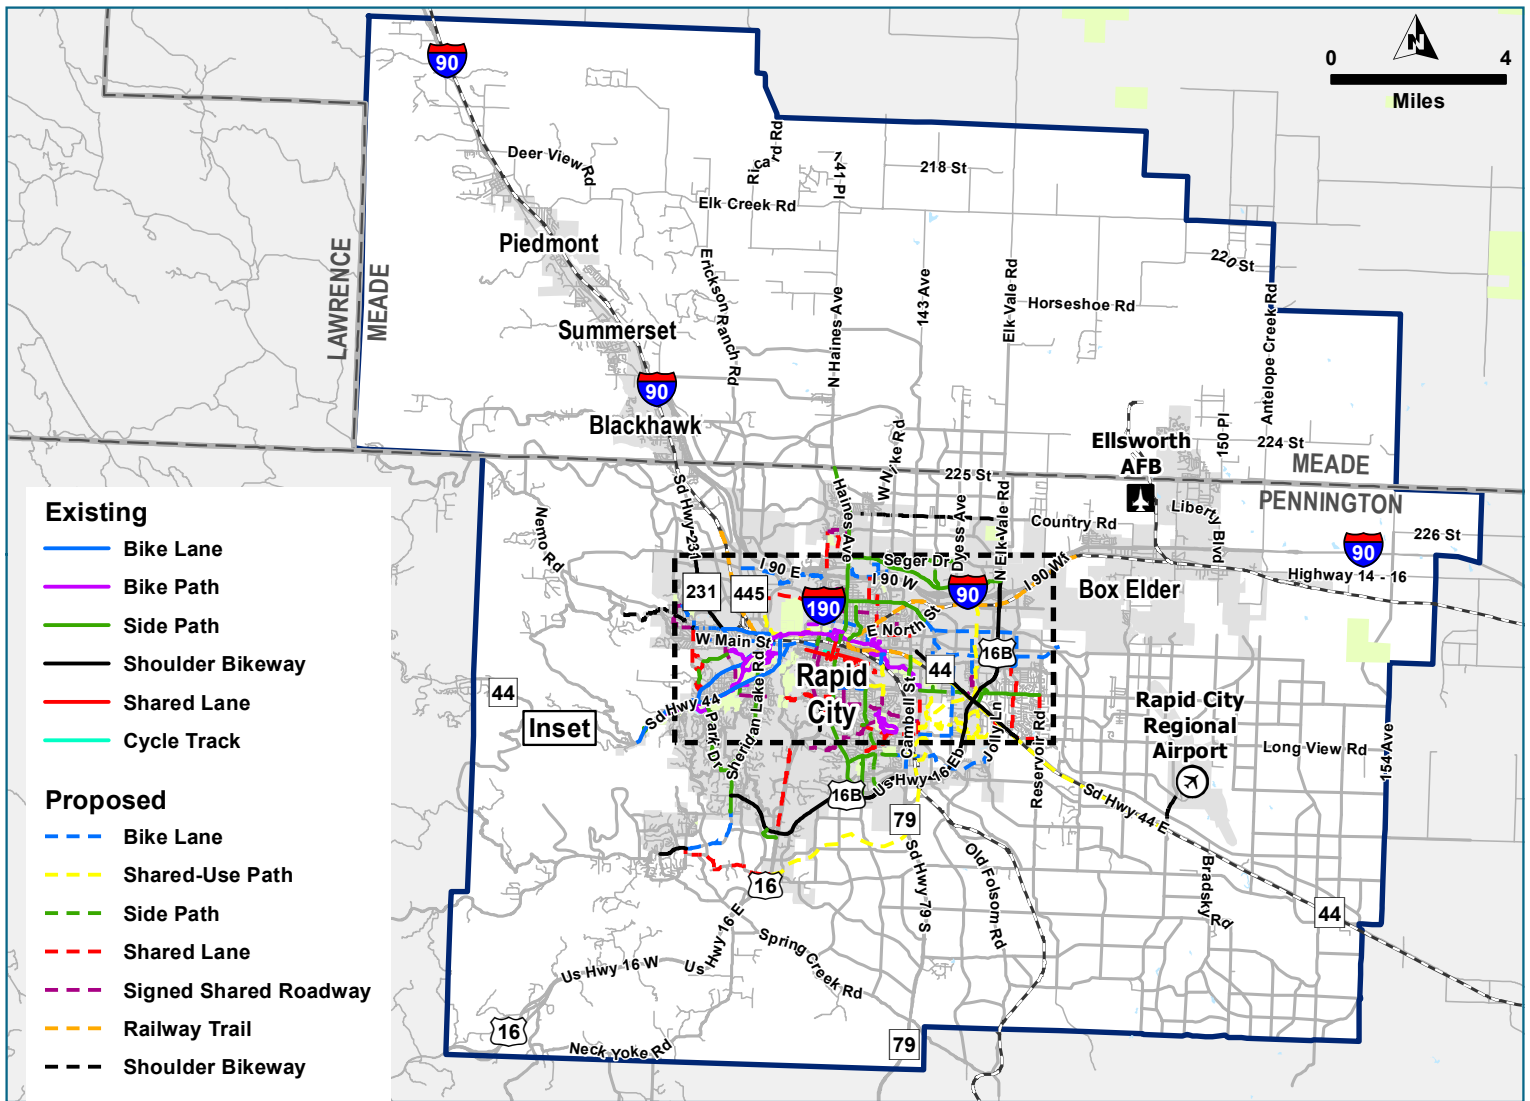 90
0 4
N
Miles
Deer View Rd
Ricard Rd
741 Pl
218 St
Elk Creek Rd
Piedmont
LAWRENCE
MEADE
Erickson Ranch Rd
N Haines Ave
143 Ave
Elk Vale Rd
220 St
Horseshoe Rd
Antelope Creek Rd
Summerset
90
Blackhawk
W Nike Rd
Ellsworth
AFB
150 Pl
224 St
MEADE
225 St
PENNINGTON
Sd Hwy 231
Haines Ave
Dyess Ave
N Elk Vale Rd
Country Rd
Liberty Blvd
226 St
90
Highway 14 - 16
Nemo Rd
I 90 E
Seger Dr
I 90 W
90
I 90 Wf
Box Elder
231
445
190
E North St
W Main St
16B
44
Rapid
City
44
Sd Hwy 44
Inset
Park Dr
Sheridan Lake Rd
Campbell St
Jolly Ln
Reservoir Rd
Rapid City
Regional
Airport
Long View Rd
154 Ave
Us Hwy 16 Eb
16B
79
Sd Hwy 44 E
16
Sd Hwy 79 S
Old Folsom Rd
Bradsky Rd
44
Us Hwy 16 E
Us Hwy 16 W
Spring Creek Rd
16
Neck Yoke Rd
79
Existing
Bike Lane
Bike Path
Side Path
Shoulder Bikeway
Shared Lane
Cycle Track
Proposed
Bike Lane
Shared-Use Path
Side Path
Shared Lane
Signed Shared Roadway
Railway Trail
Shoulder Bikeway